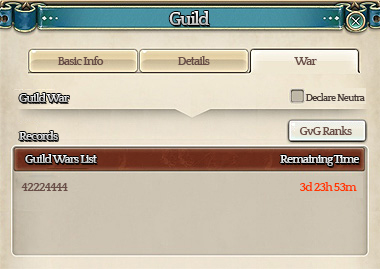 Guild
Basic Info Details War
Guild War Declare Neutra
Records GvG Ranks
Guild Wars List Remaining Time
42224444 3d 23h 53m